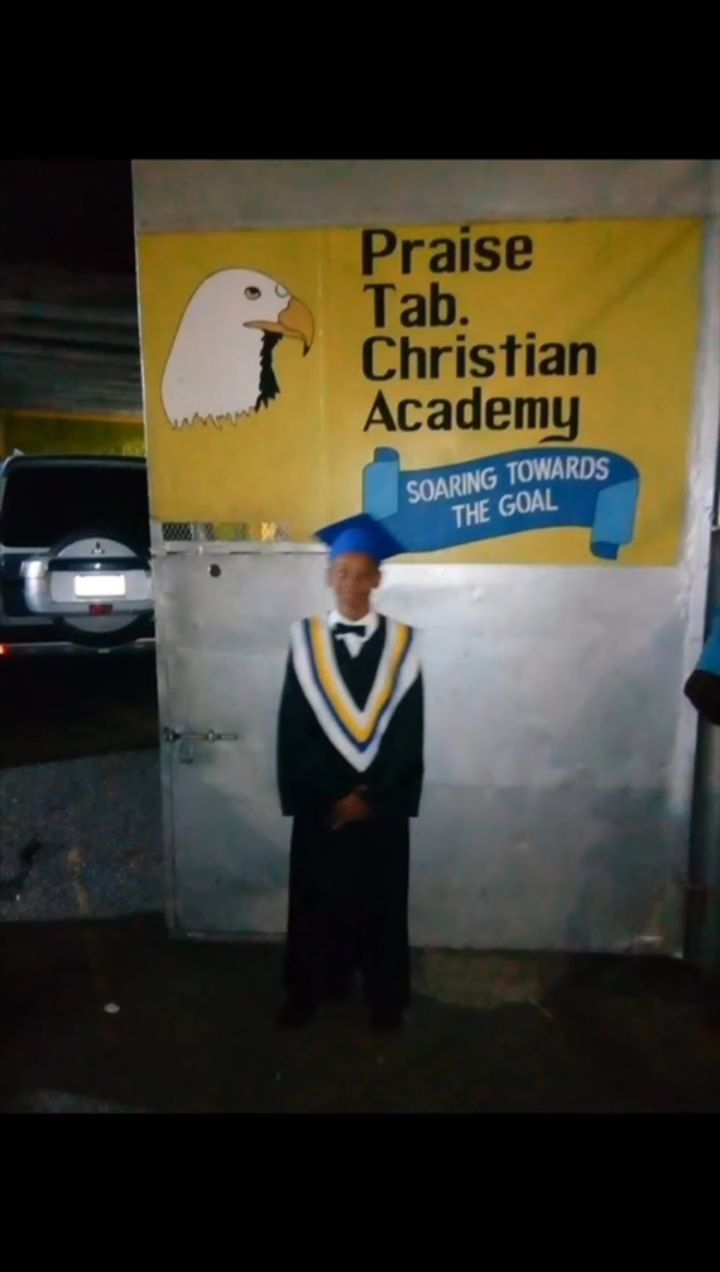 Praise
Tab.
Christian
Academy
SOARING TOWARDS
THE GOAL